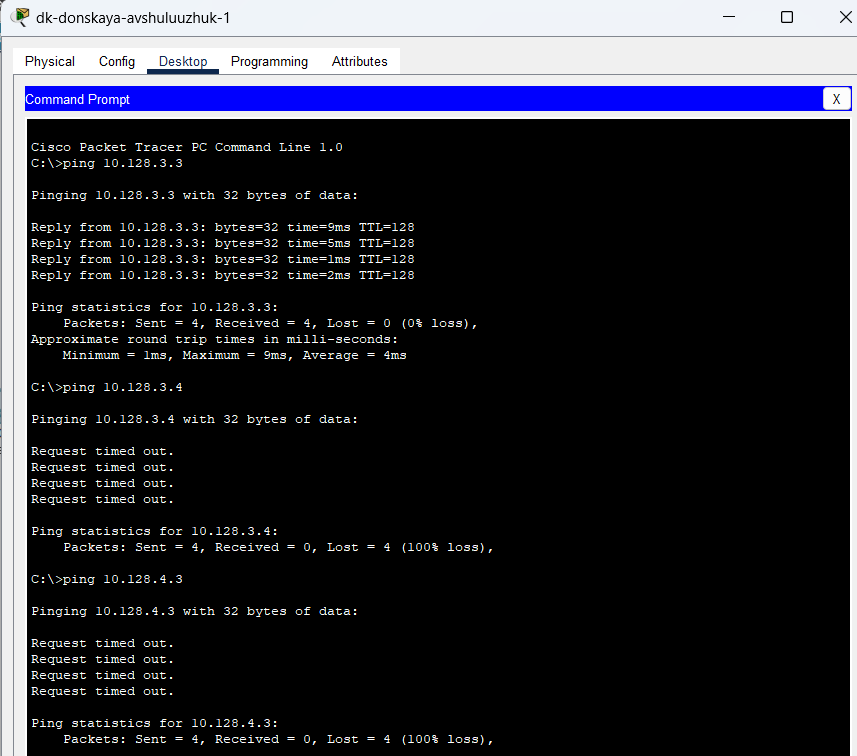 dk-donskaya-avshuluuzhuk-1
Physical Config Desktop Programming Attributes
Command Prompt X
Cisco Packet Tracer PC Command Line 1.0
C:\>ping 10.128.3.3
Pinging 10.128.3.3 with 32 bytes of data:
Reply from 10.128.3.3: bytes=32 time=9ms TTL=128
Reply from 10.128.3.3: bytes=32 time=5ms TTL=128
Reply from 10.128.3.3: bytes=32 time=1ms TTL=128
Reply from 10.128.3.3: bytes=32 time=2ms TTL=128
Ping statistics for 10.128.3.3:
    Packets: Sent = 4, Received = 4, Lost = 0 (0% loss),
Approximate round trip times in milli-seconds:
    Minimum = 1ms, Maximum = 9ms, Average = 4ms
C:\>ping 10.128.3.4
Pinging 10.128.3.4 with 32 bytes of data:
Request timed out.
Request timed out.
Request timed out.
Request timed out.
Ping statistics for 10.128.3.4:
    Packets: Sent = 4, Received = 0, Lost = 4 (100% loss),
C:\>ping 10.128.4.3
Pinging 10.128.4.3 with 32 bytes of data:
Request timed out.
Request timed out.
Request timed out.
Request timed out.
Ping statistics for 10.128.4.3:
    Packets: Sent = 4, Received = 0, Lost = 4 (100% loss),